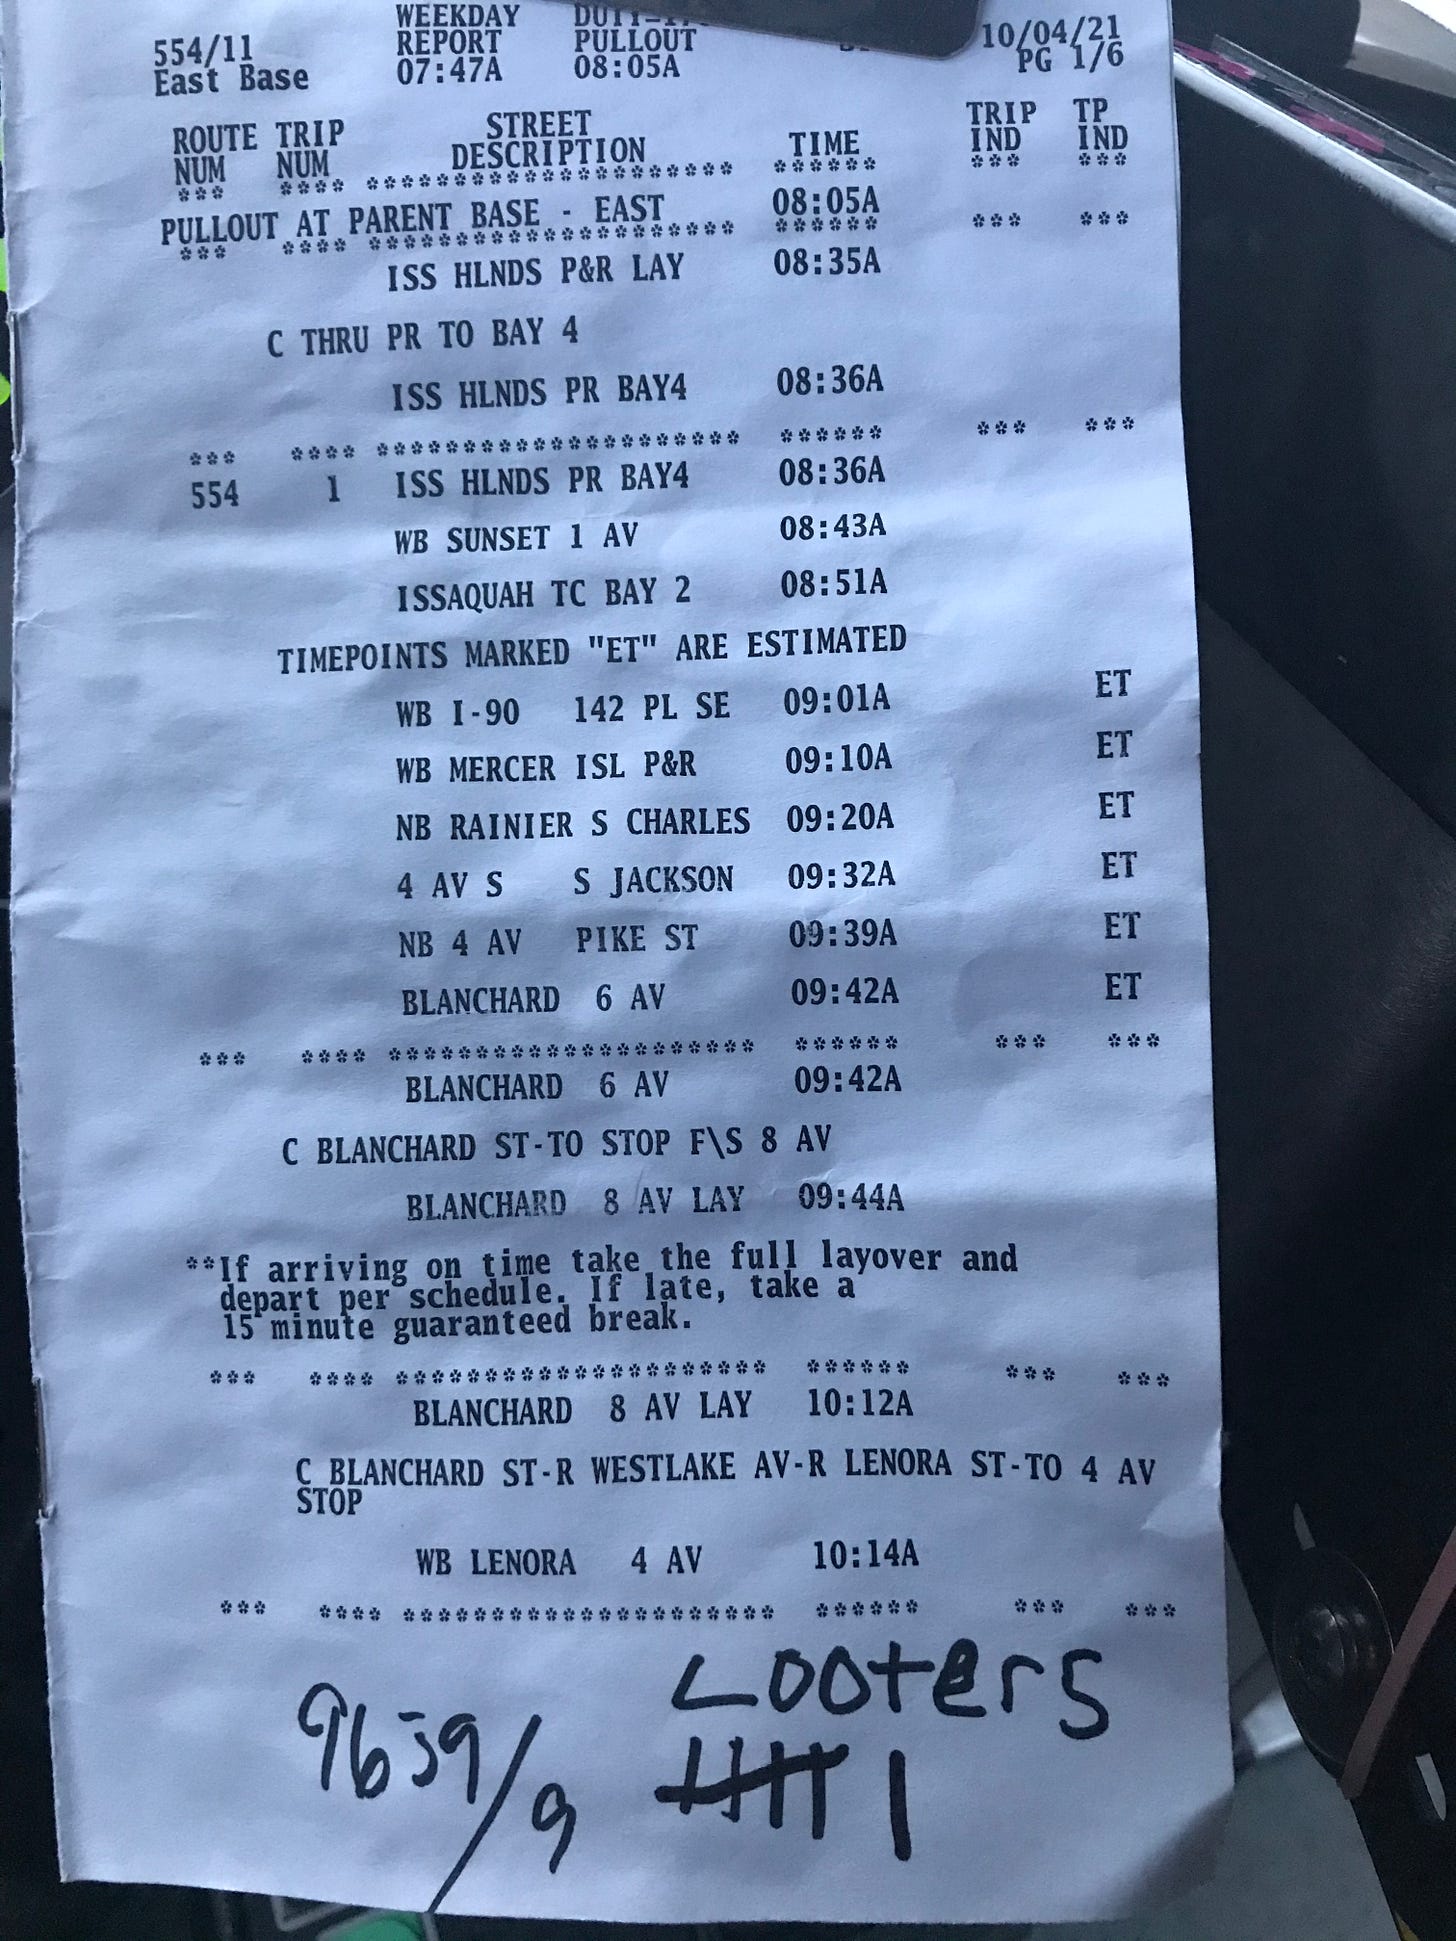 WEEKDAY
554/11 REPORT PULLOUT 10/04/21
East Base 07:47A 08:05A PG 1/6
STREET TRIP TP
ROUTE TRIP DESCRIPTION TIME IND IND
NUM NUM
*** **** ********************* ****** *** ***
PULLOUT AT PARENT BASE - EAST 08:05A
*** **** ********************* ****** *** ***
ISS HLNDS P&R LAY 08:35A
C THRU PR TO BAY 4
ISS HLNDS PR BAY4 08:36A
*** **** ********************* ****** *** ***
554 1 ISS HLNDS PR BAY4 08:36A
WB SUNSET 1 AV 08:43A
ISSAQUAH TC BAY 2 08:51A
TIMEPOINTS MARKED "ET" ARE ESTIMATED
WB I-90 142 PL SE 09:01A ET
WB MERCER ISL P&R 09:10A ET
NB RAINIER S CHARLES 09:20A ET
4 AV S S JACKSON 09:32A ET
NB 4 AV PIKE ST 09:39A ET
BLANCHARD 6 AV 09:42A ET
*** **** ********************* ****** *** ***
BLANCHARD 6 AV 09:42A
C BLANCHARD ST-TO STOP F\S 8 AV
BLANCHARD 8 AV LAY 09:44A
**If arriving on time take the full layover and
depart per schedule. If late, take a
15 minute guaranteed break.
*** **** ********************* ****** *** ***
BLANCHARD 8 AV LAY 10:12A
C BLANCHARD ST-R WESTLAKE AV-R LENORA ST-TO 4 AV
STOP
WB LENORA 4 AV 10:14A
*** **** ********************* ****** *** ***
Looters
9659/9